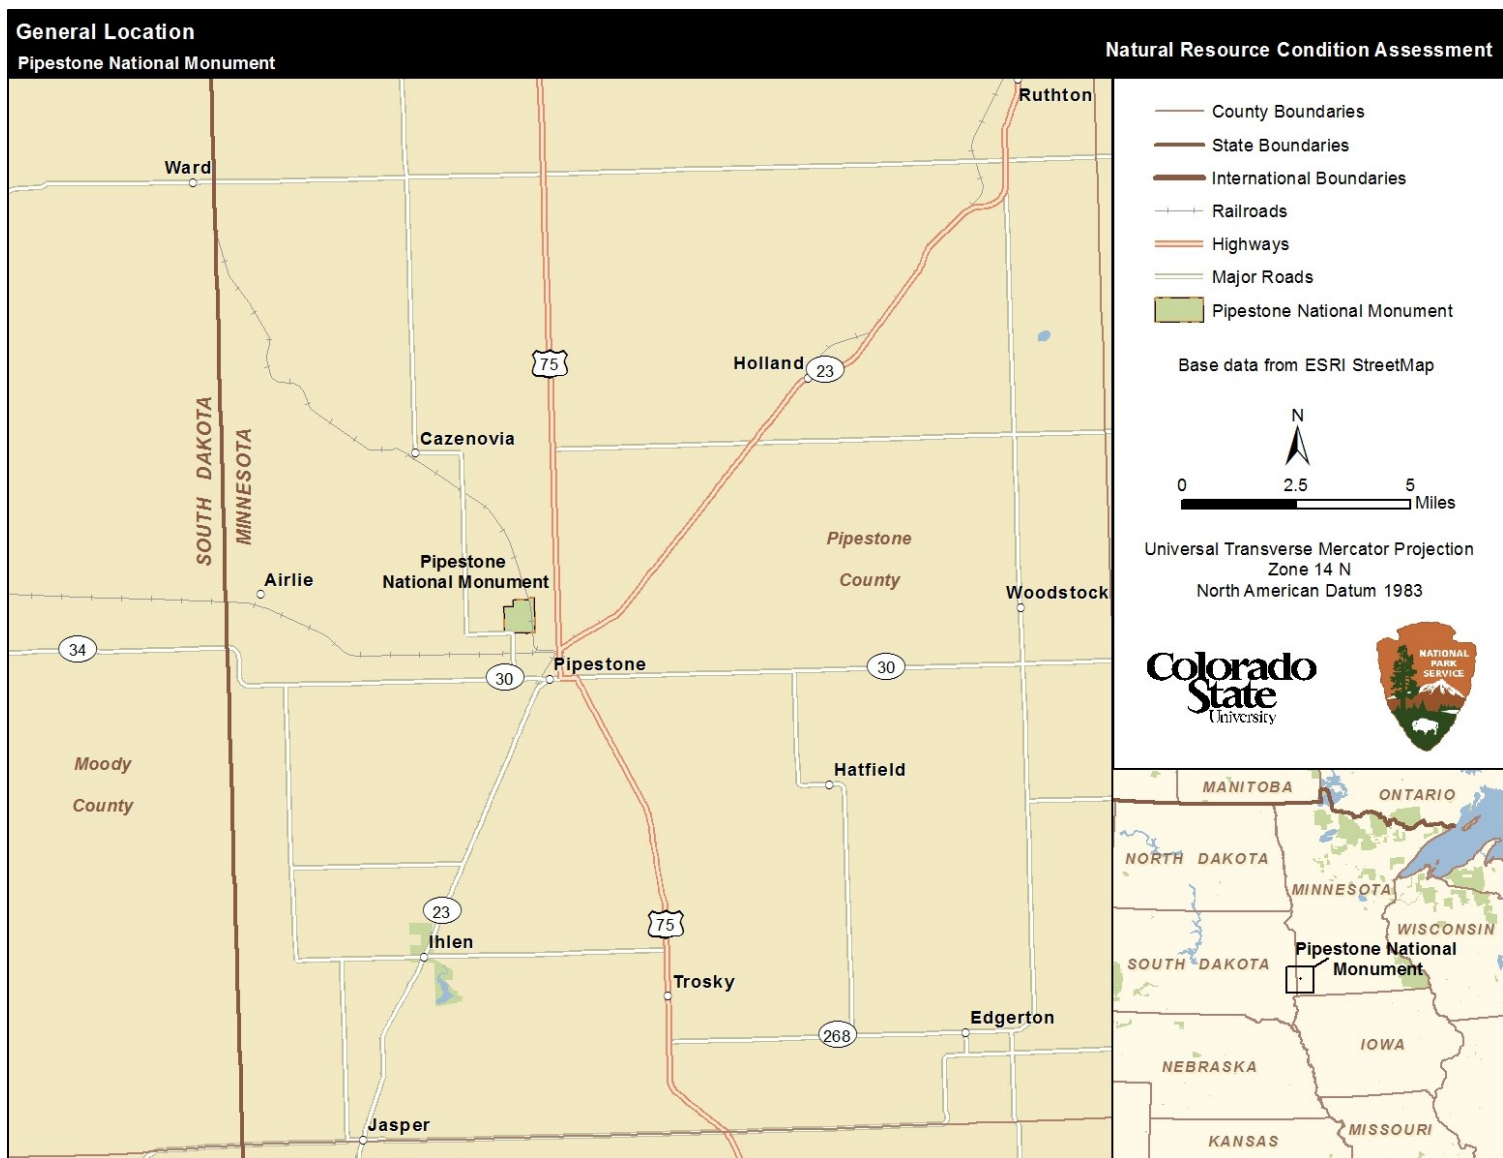 General Location
Pipestone National Monument
Natural Resource Condition Assessment
Ruthton
Ward
75
Holland
23
SOUTH DAKOTA
MINNESOTA
Cazenovia
Pipestone
County
Pipestone
National Monument
Airlie
Woodstock
34
Pipestone
30
30
Moody
County
Hatfield
23
Ihlen
75
Trosky
Edgerton
268
Jasper
County Boundaries
State Boundaries
International Boundaries
Railroads
Highways
Major Roads
Pipestone National Monument
Base data from ESRI StreetMap
N
0 2.5 5
Miles
Universal Transverse Mercator Projection
Zone 14 N
North American Datum 1983
Colorado
State
University
NATIONAL
PARK
SERVICE
MANITOBA
ONTARIO
NORTH DAKOTA
MINNESOTA
WISCONSIN
SOUTH DAKOTA
Pipestone National
Monument
IOWA
NEBRASKA
KANSAS
MISSOURI